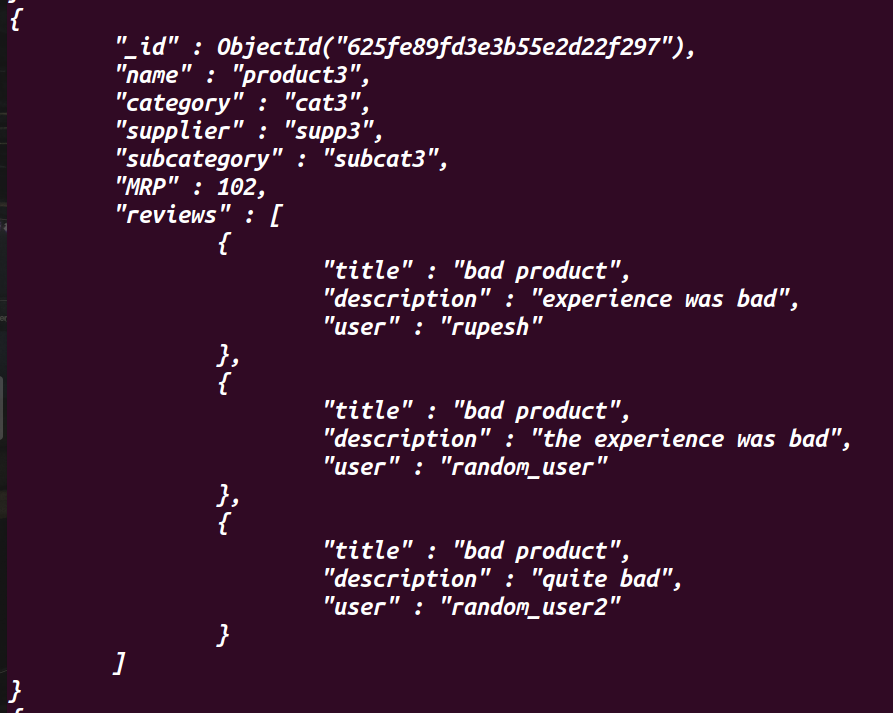 {
"_id" : ObjectId("625fe89fd3e3b55e2d22f297"),
"name" : "product3",
"category" : "cat3",
"supplier" : "supp3",
"subcategory" : "subcat3",
"MRP" : 102,
"reviews" : [
{
"title" : "bad product",
"description" : "experience was bad",
"user" : "rupesh"
},
{
"title" : "bad product",
"description" : "the experience was bad",
"user" : "random_user"
},
{
"title" : "bad product",
"description" : "quite bad",
"user" : "random_user2"
}
]
}